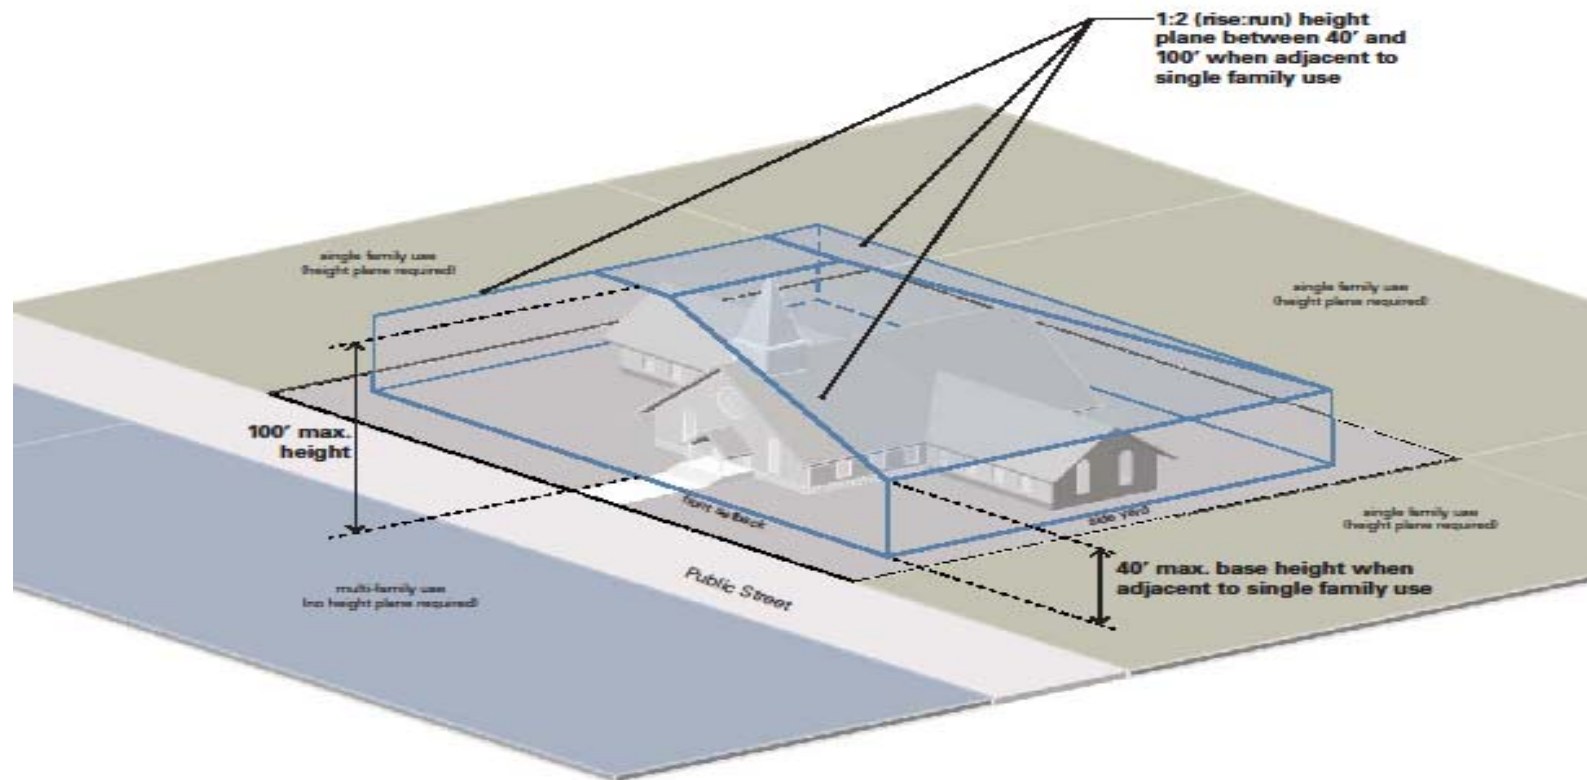 1:2 (rise:run) height
plane between 40' and
100' when adjacent to
single family use
single family use
(height plane required)
single family use
(height plane required)
100' max.
height
front setback
side yard
single family use
(height plane required)
40' max. base height when
adjacent to single family use
Public Street
multi-family use
(no height plane required)